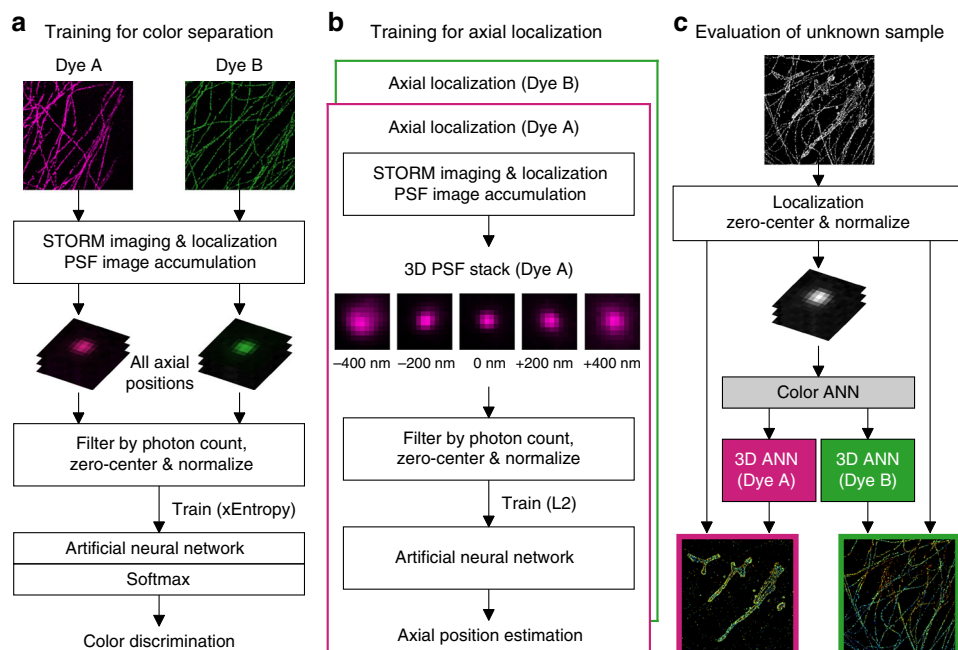 a
Training for color separation
Dye A
Dye B
STORM imaging & localization
PSF image accumulation
All axial
positions
Filter by photon count,
zero-center & normalize
Train (xEntropy)
Artificial neural network
Softmax
Color discrimination
b
Training for axial localization
Axial localization (Dye B)
Axial localization (Dye A)
STORM imaging & localization
PSF image accumulation
3D PSF stack (Dye A)
–400 nm –200 nm 0 nm +200 nm +400 nm
Filter by photon count,
zero-center & normalize
Train (L2)
Artificial neural network
Axial position estimation
c
Evaluation of unknown sample
Localization
zero-center & normalize
Color ANN
3D ANN
(Dye A)
3D ANN
(Dye B)